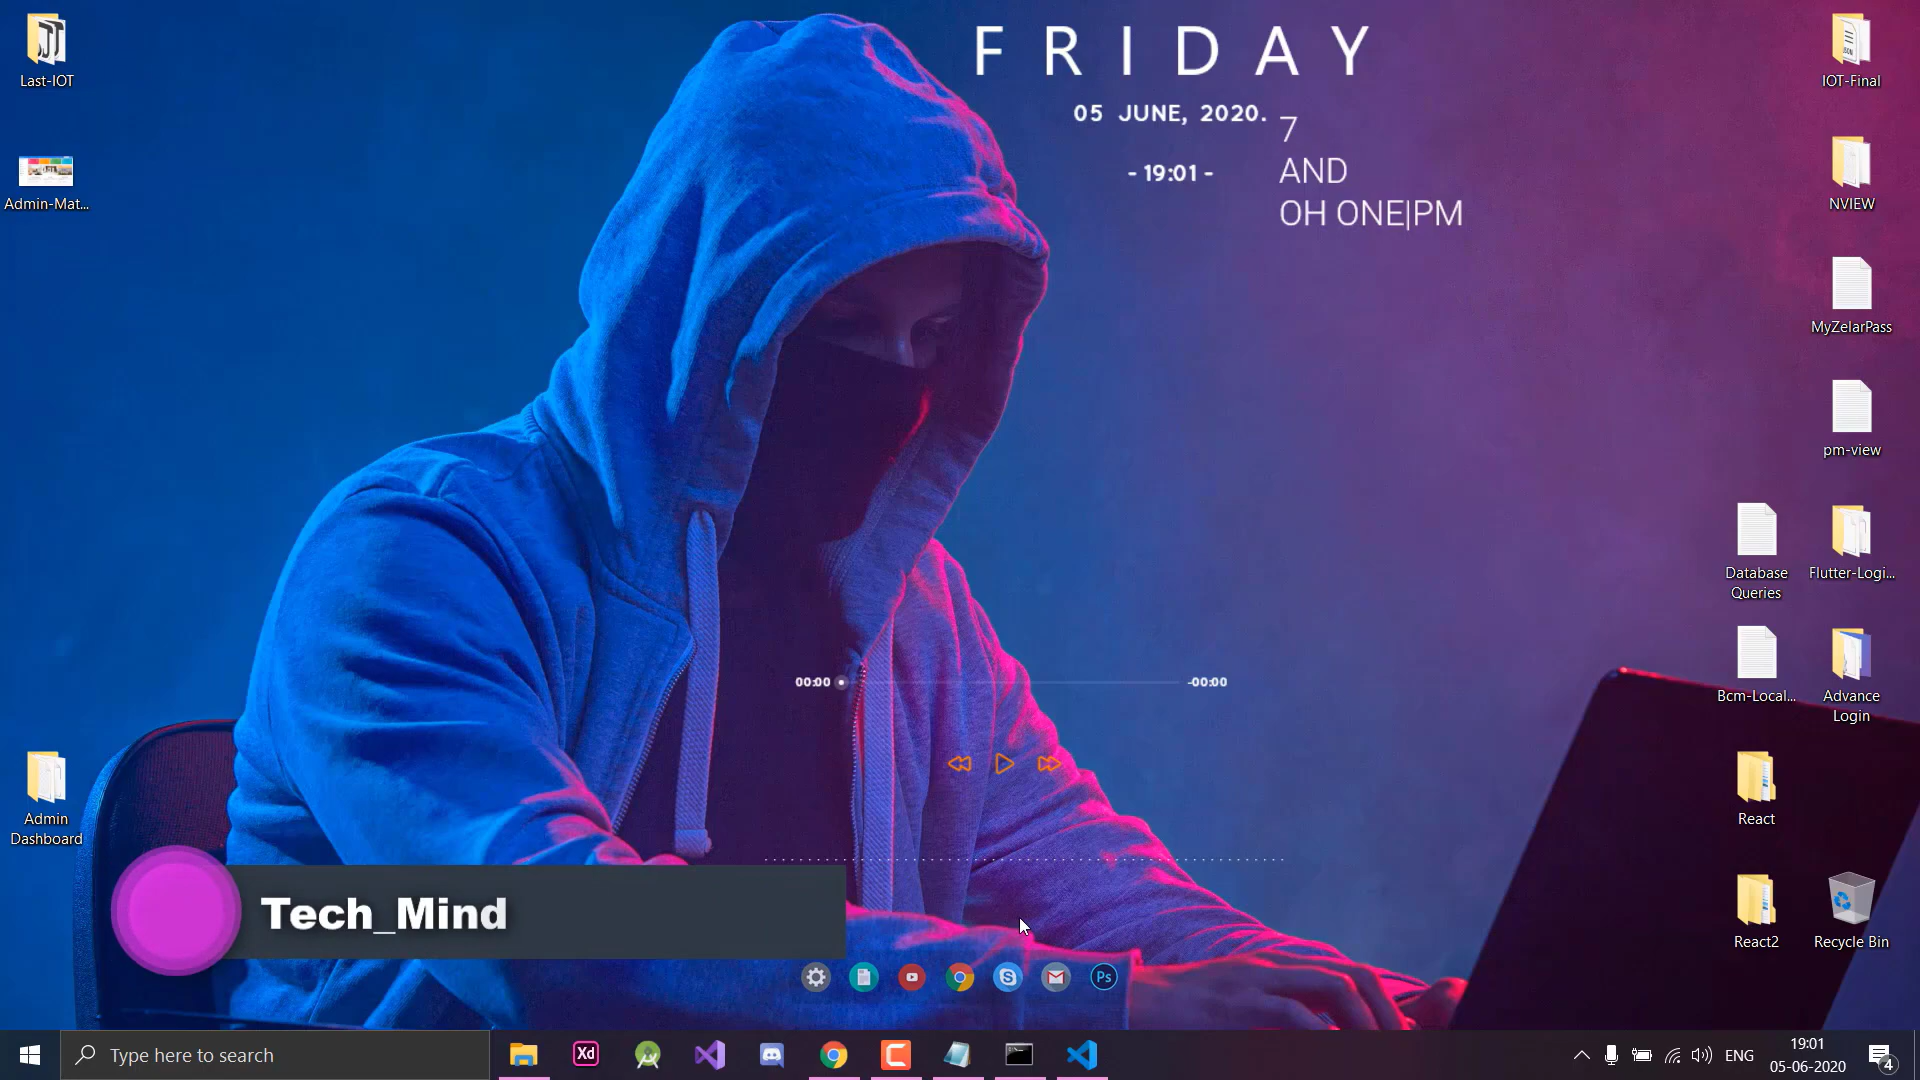 FRIDAY
05 JUNE, 2020.
- 19:01 -
7
AND
OH ONE|PM
Last-IOT
Admin-Mat...
Admin
Dashboard
IOT-Final
NVIEW
MyZelarPass
pm-view
Database
Queries
Flutter-Logi...
Bcm-Local...
Advance
Login
React
React2
Recycle Bin
00:00
-00:00
Tech_Mind
Ps
Type here to search
Xd
ENG
19:01
05-06-2020
4